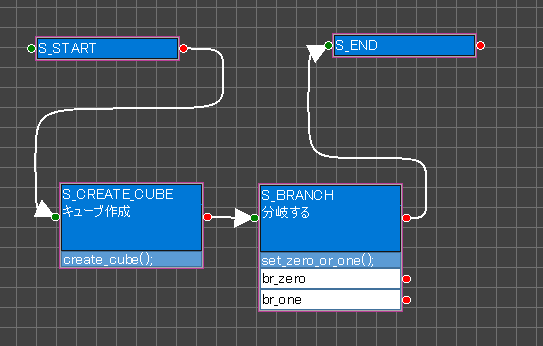 S_START
S_END
S_CREATE_CUBE
キューブ作成
create_cube();
S_BRANCH
分岐する
set_zero_or_one();
br_zero
br_one